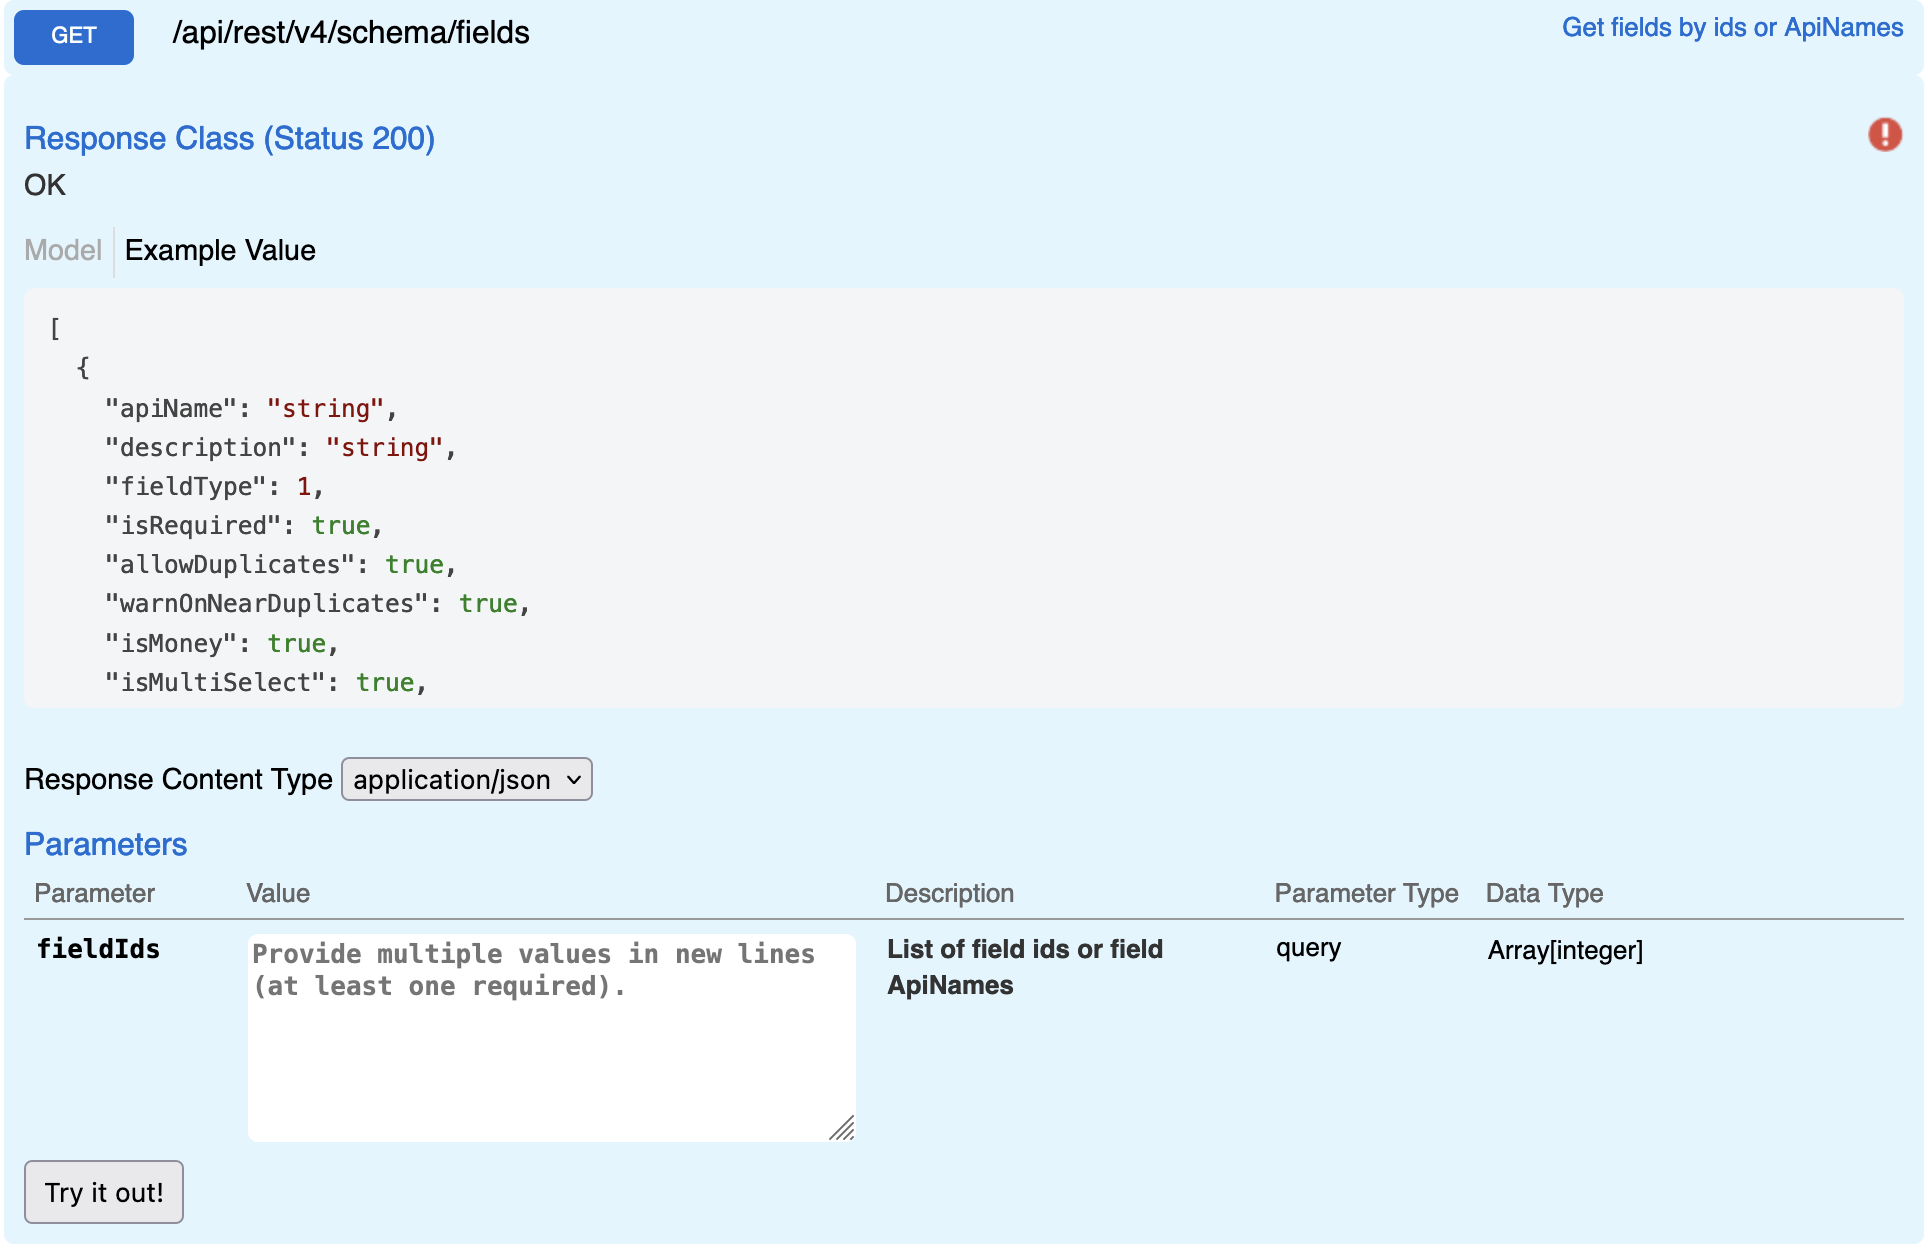 GET /api/rest/v4/schema/fields Get fields by ids or ApiNames
Response Class (Status 200)
OK
Model Example Value
[
  {
    "apiName": "string",
    "description": "string",
    "fieldType": 1,
    "isRequired": true,
    "allowDuplicates": true,
    "warnOnNearDuplicates": true,
    "isMoney": true,
    "isMultiSelect": true,
Response Content Type application/json
Parameters
Parameter Value Description Parameter Type Data Type
fieldIds Provide multiple values in new lines (at least one required). List of field ids or field ApiNames query Array[integer]
Try it out!